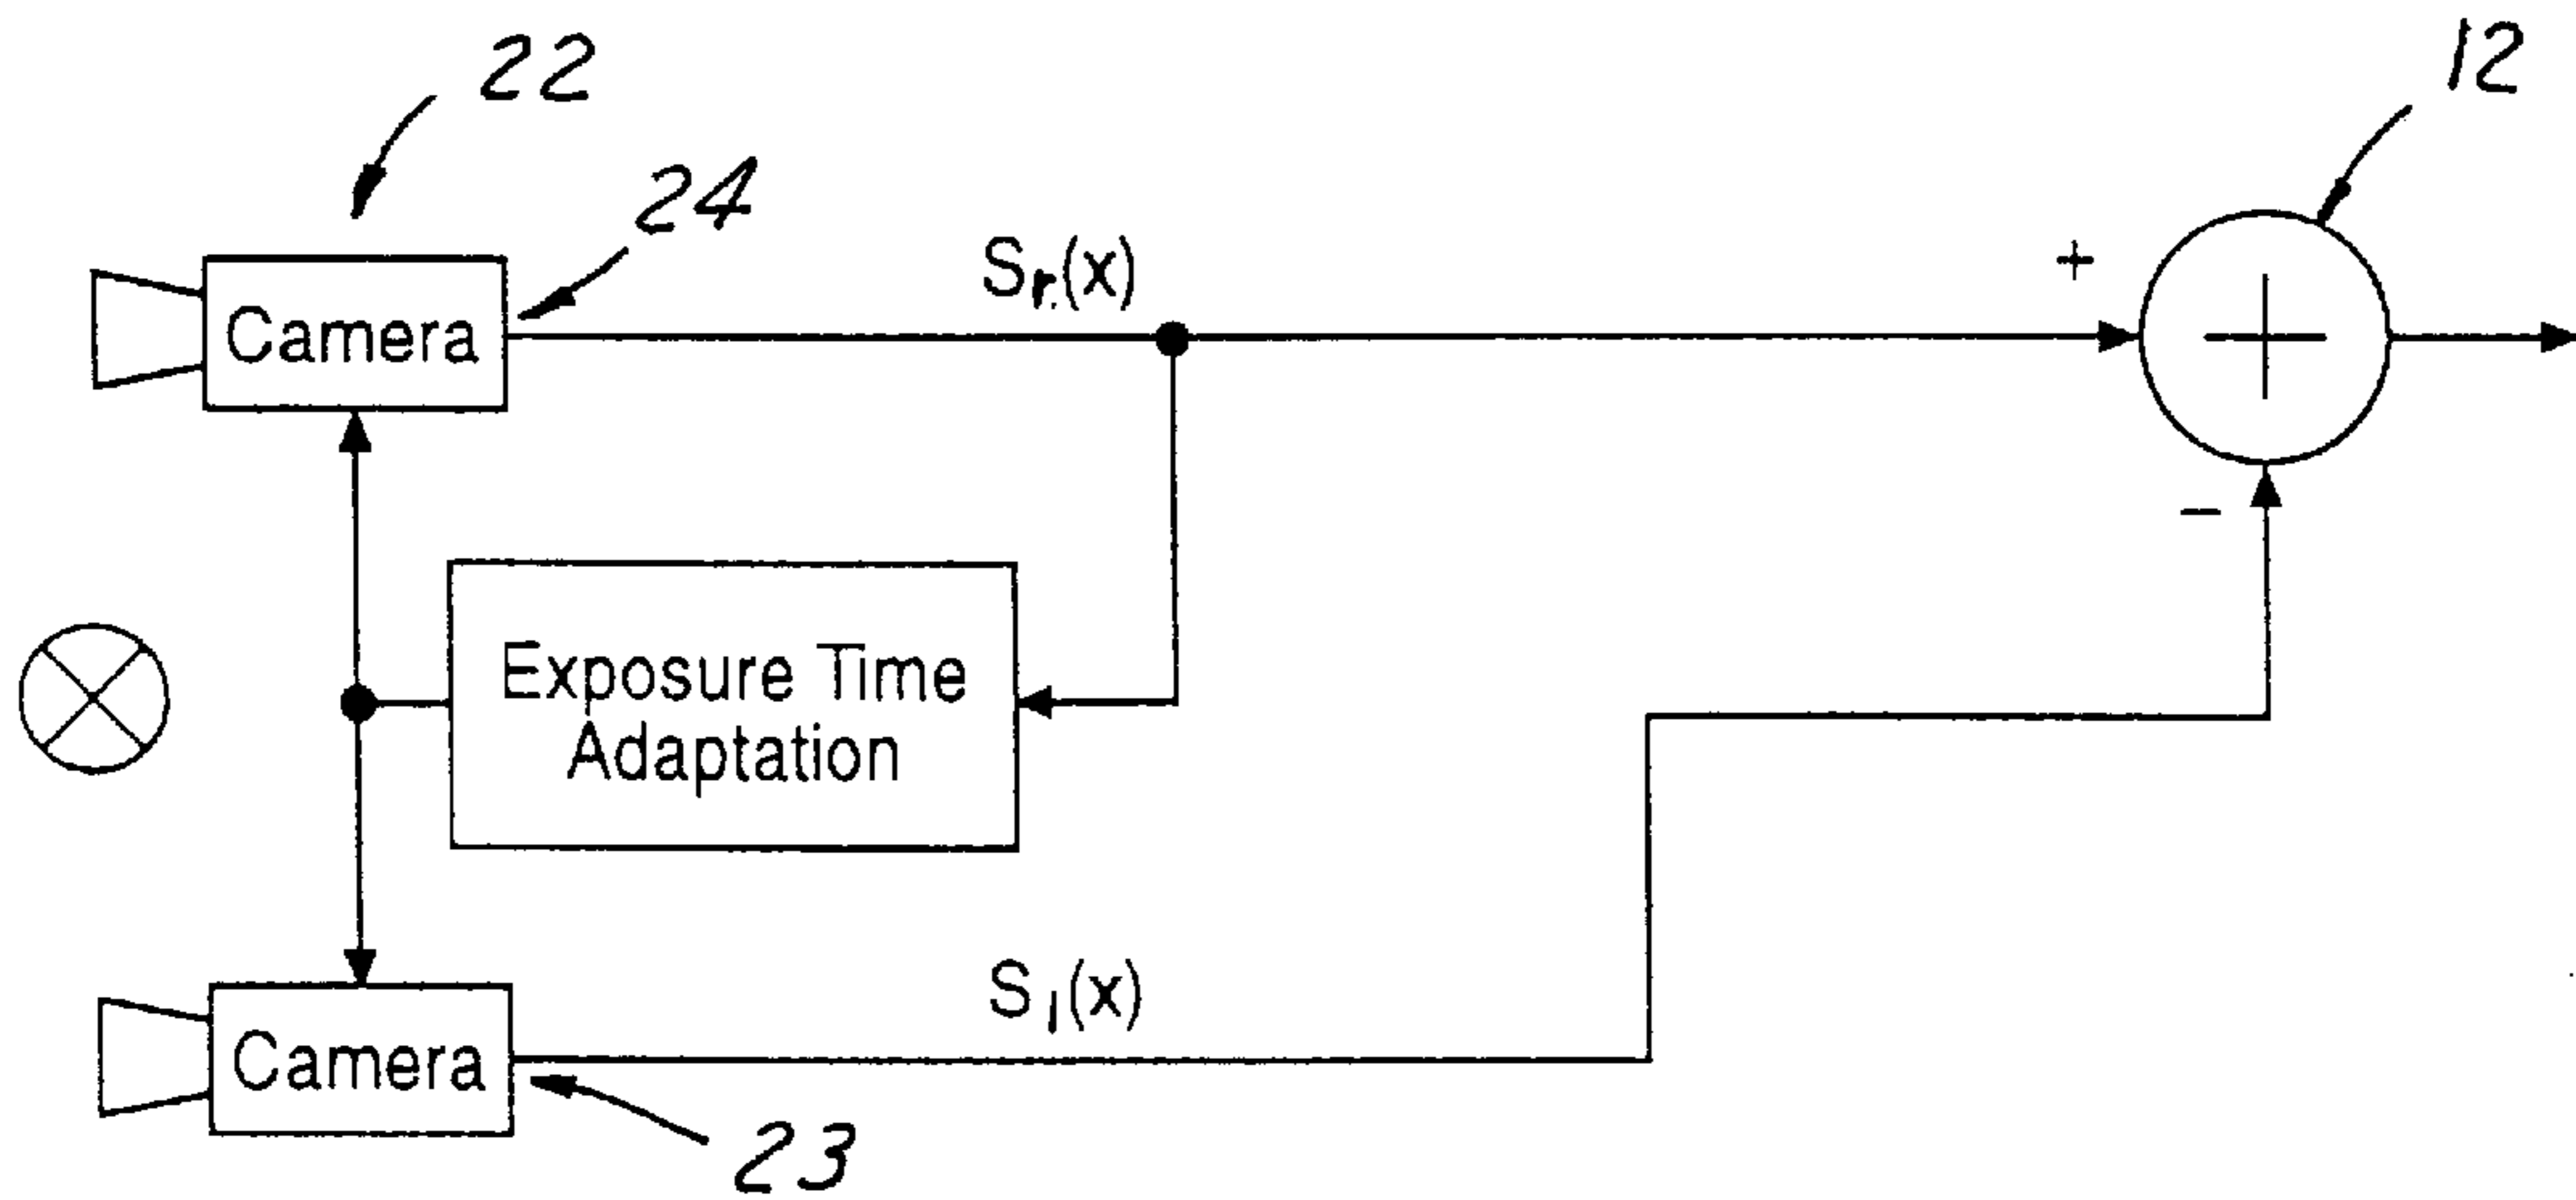 22
12
24
Sr(x)
+
Camera
−
Exposure Time
Adaptation
Sl(x)
Camera
23